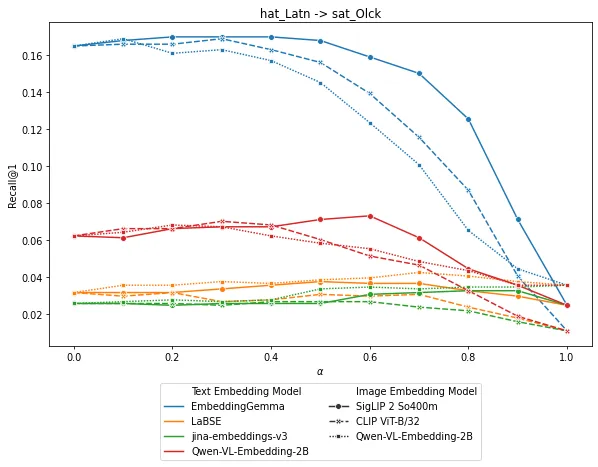 hat_Latn -> sat_Olck
Recall@1
0.16
0.14
0.12
0.10
0.08
0.06
0.04
0.02
0.0 0.2 0.4 0.6 0.8 1.0
α
Text Embedding Model Image Embedding Model
EmbeddingGemma SigLIP 2 So400m
LaBSE CLIP ViT-B/32
jina-embeddings-v3 Qwen-VL-Embedding-2B
Qwen-VL-Embedding-2B